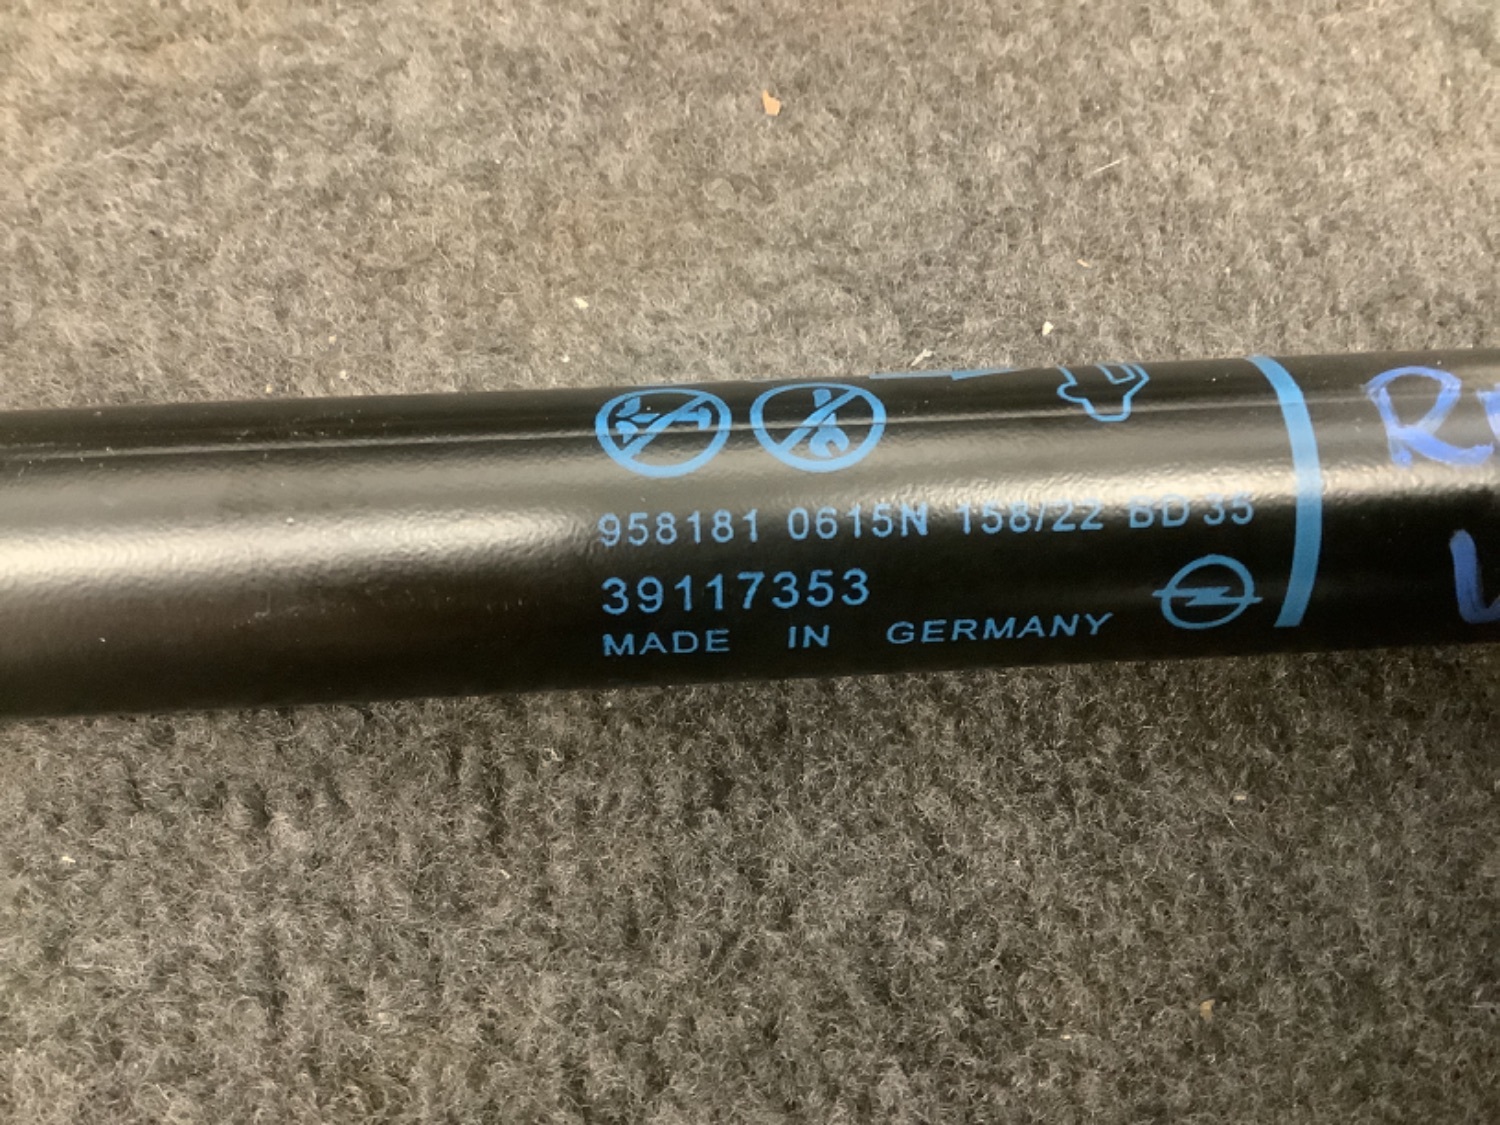 958181 0615N 158/22 BD 35
39117353
MADE IN GERMANY